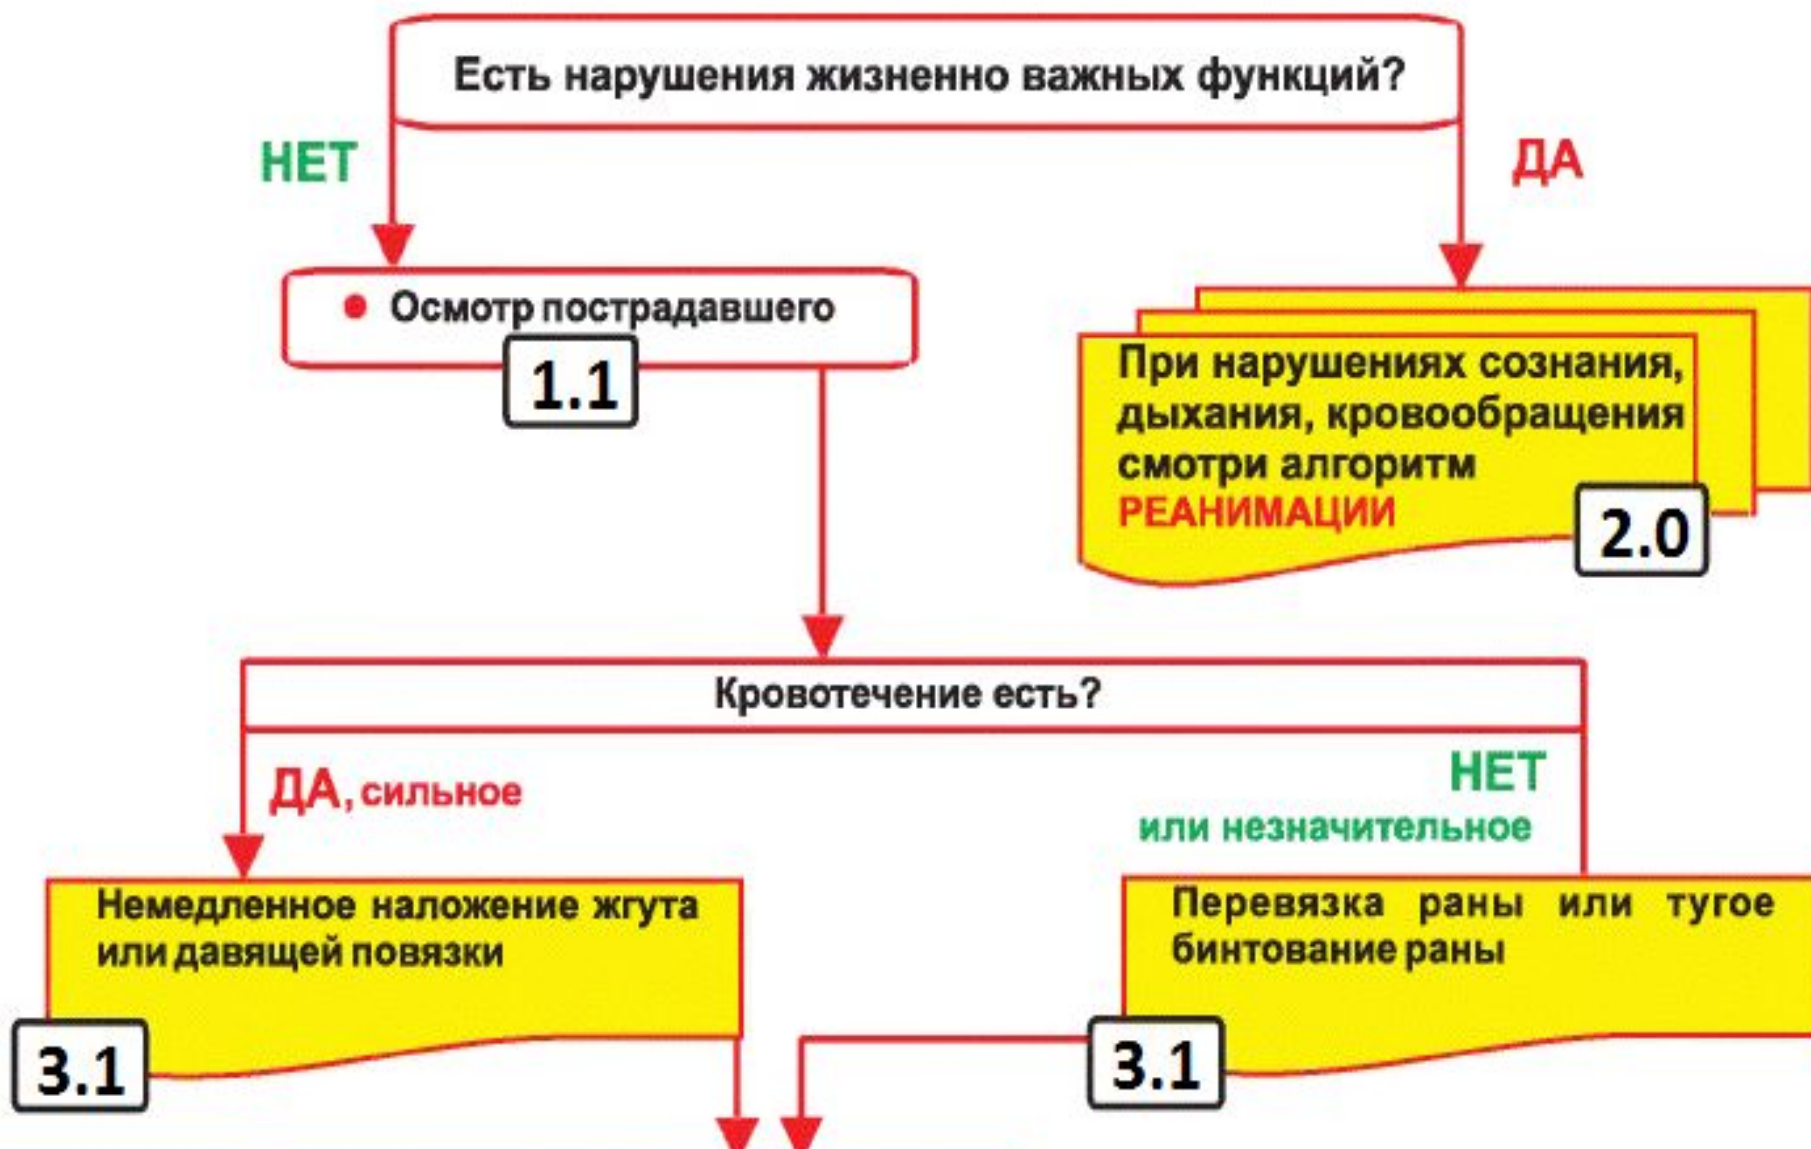 Есть нарушения жизненно важных функций?
НЕТ
ДА
• Осмотр пострадавшего
1.1
При нарушениях сознания,
дыхания, кровообращения
смотри алгоритм
РЕАНИМАЦИИ
2.0
Кровотечение есть?
ДА, сильное
НЕТ
или незначительное
Немедленное наложение жгута
или давящей повязки
3.1
Перевязка раны или тугое
бинтование раны
3.1